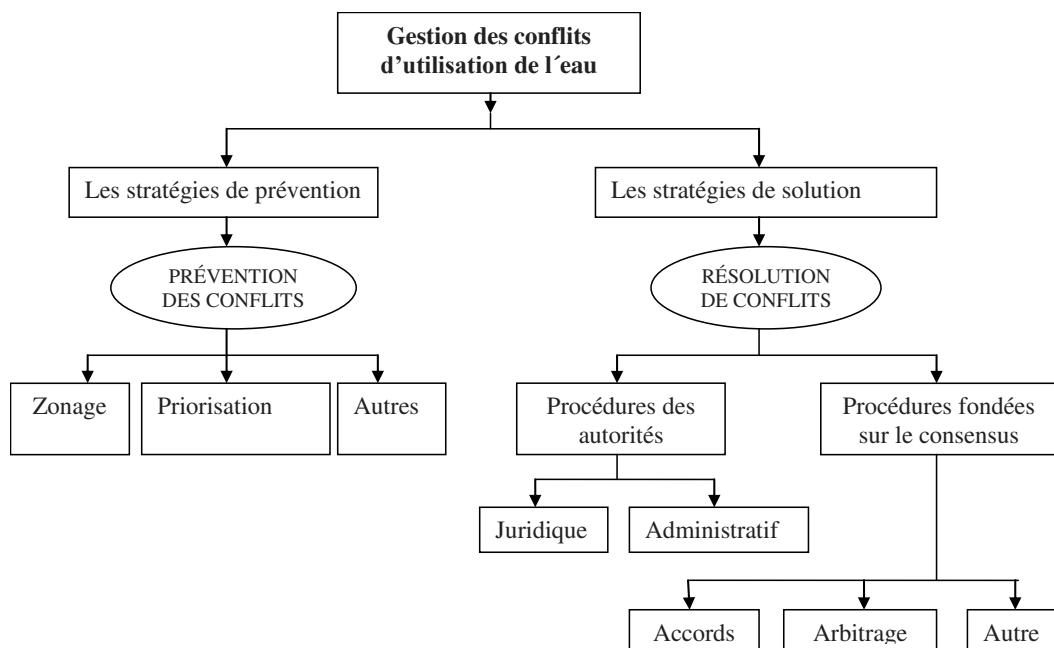 Gestion des conflits
d’utilisation de l´eau
Les stratégies de prévention
Les stratégies de solution
PRÉVENTION
DES CONFLITS
RÉSOLUTION
DE CONFLITS
Zonage
Priorisation
Autres
Procédures des
autorités
Procédures fondées
sur le consensus
Juridique
Administratif
Accords
Arbitrage
Autre